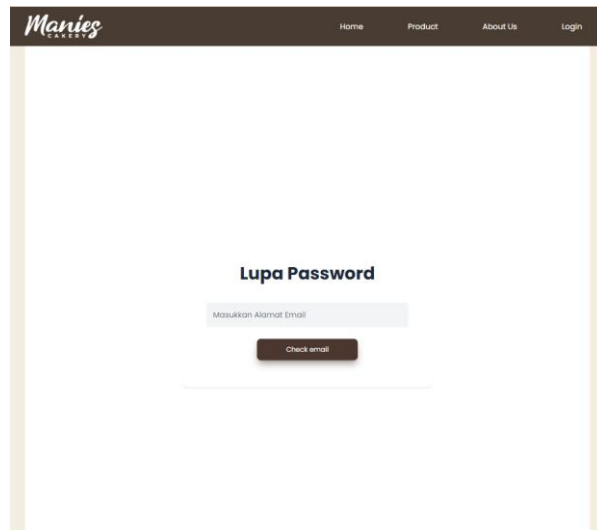 Manies
CAKERY
Home Product About Us Login
Lupa Password
Masukkan Alamat Email
Check email